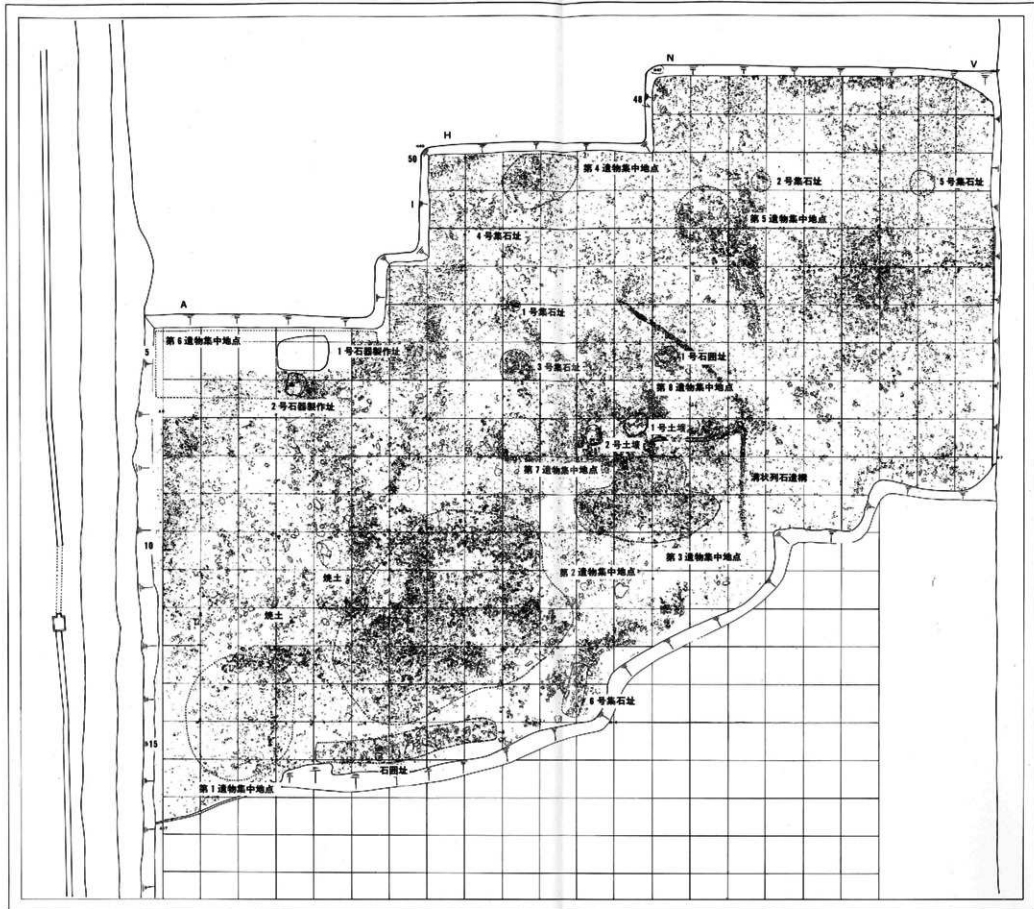 N
V
48
H
50
第4遺物集中地点
2号集石址
5号集石址
I
第5遺物集中地点
4号集石址
A
1号集石址
第6遺物集中地点
5
1号石器製作址
3号集石址
1号石囲址
第8遺物集中地点
2号石器製作址
1号土壙
2号土壙
第7遺物集中地点
溝状列石遺構
10
第3遺物集中地点
第2遺物集中地点
焼土
焼土
6号集石址
15
石囲址
第1遺物集中地点